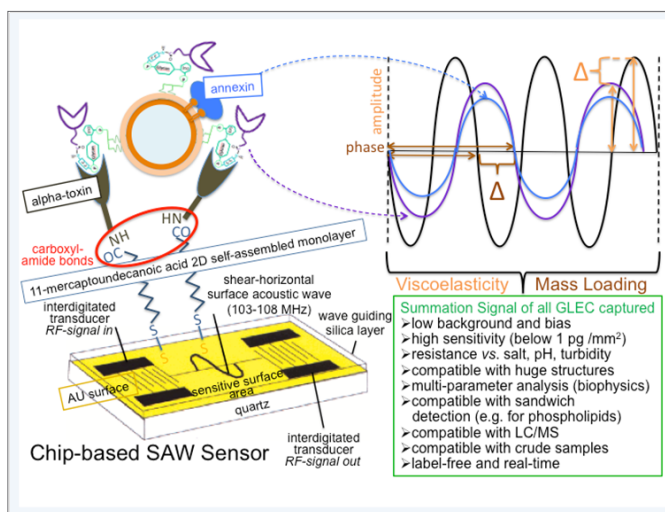 annexin
alpha-toxin
NH
OC
HN
CO
carboxyl-
amide bonds
11-mercaptoundecanoic acid 2D self-assembled monolayer
S
S
S
S
interdigitated
transducer
RF-signal in
shear-horizontal
surface acoustic wave
(103-108 MHz)
wave guiding
silica layer
AU surface
sensitive surface
area
quartz
interdigitated
transducer
RF-signal out
Chip-based SAW Sensor
amplitude
phase
Δ
Δ
Viscoelasticity
Mass Loading
Summation Signal of all GLEC captured
➢low background and bias
➢high sensitivity (below 1 pg /mm²)
➢resistance vs. salt, pH, turbidity
➢compatible with huge structures
➢multi-parameter analysis (biophysics)
➢compatible with sandwich
detection (e.g. for phospholipids)
➢compatible with LC/MS
➢compatible with crude samples
➢label-free and real-time